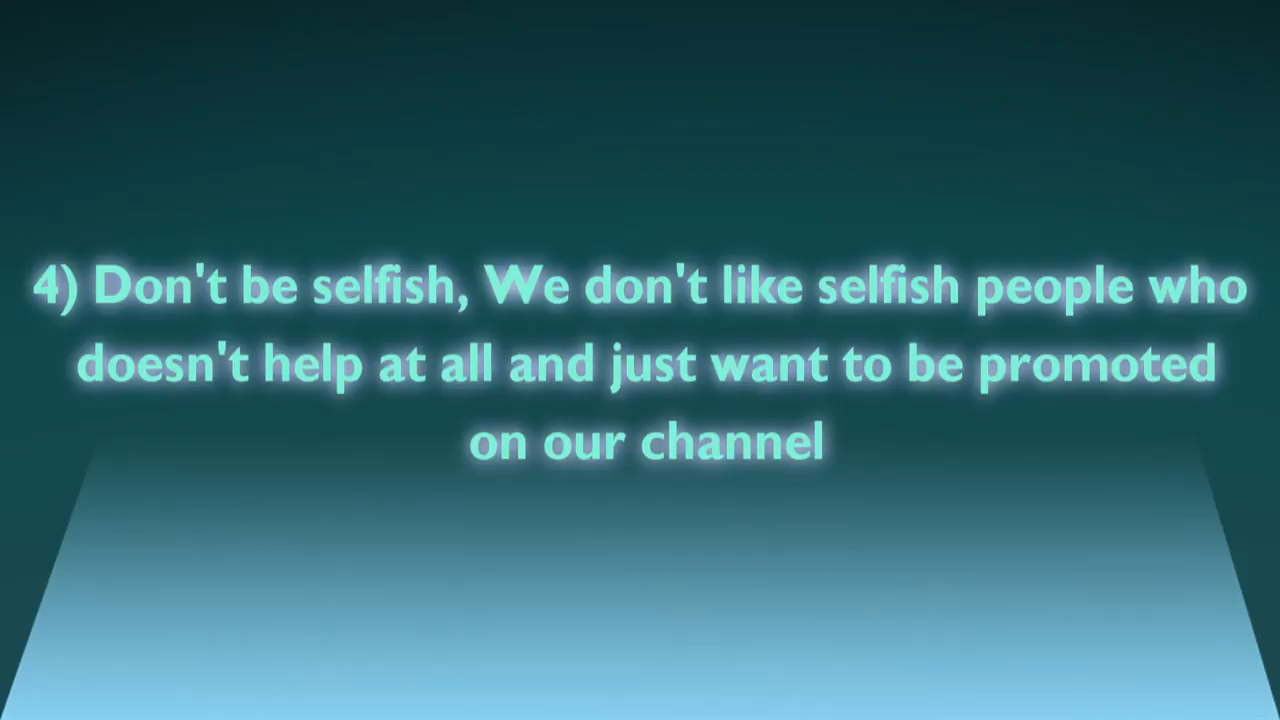 4) Don't be selfish, We don't like selfish people who
doesn't help at all and just want to be promoted
on our channel